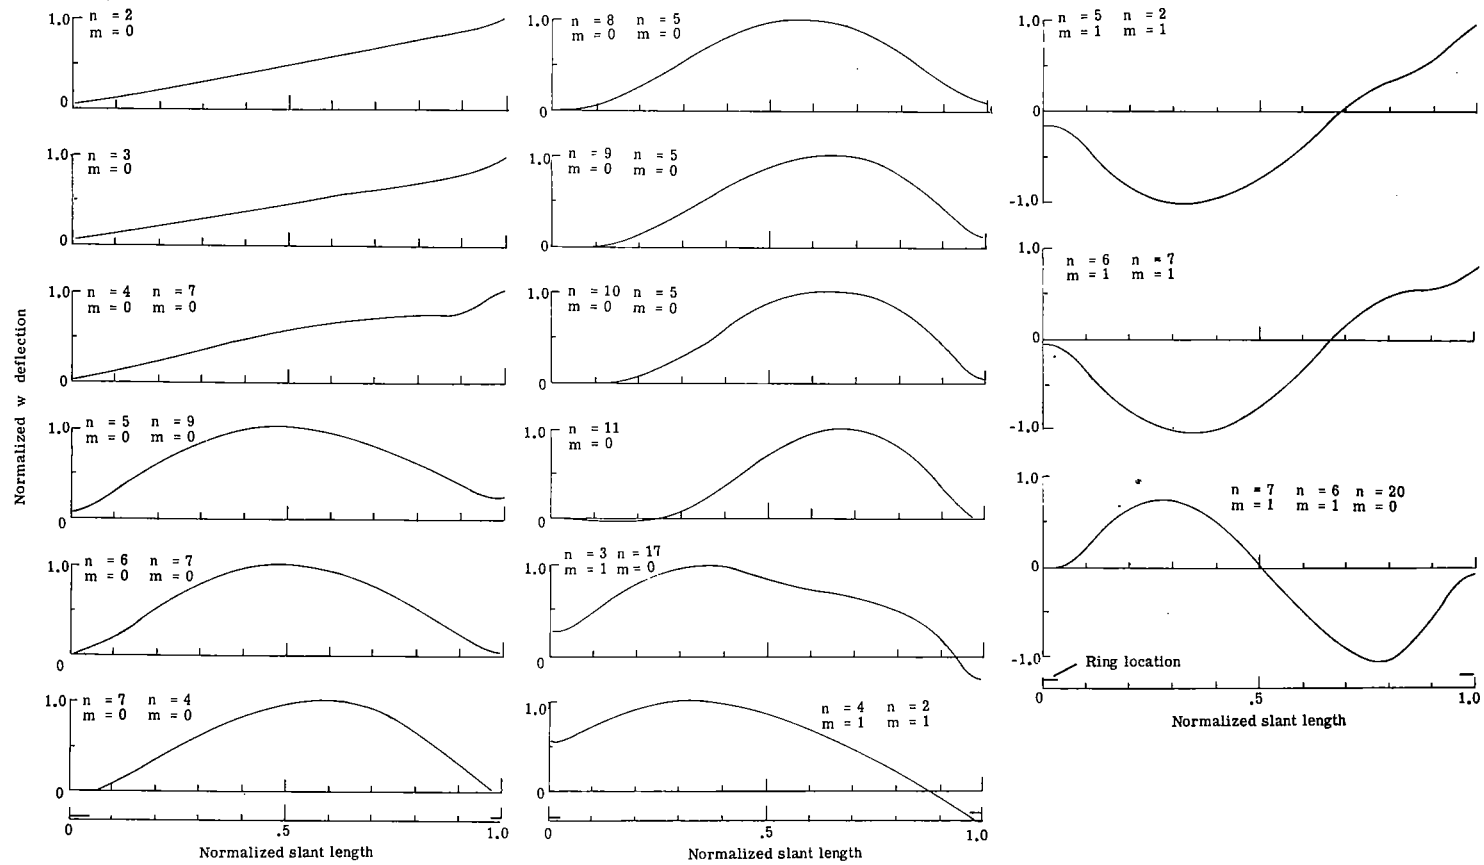 Normalized w deflection
1.0
n = 2
m = 0
0
1.0
n = 3
m = 0
0
1.0
n = 4 n = 7
m = 0 m = 0
0
1.0
n = 5 n = 9
m = 0 m = 0
0
1.0
n = 6 n = 7
m = 0 m = 0
0
1.0
n = 7 n = 4
m = 0 m = 0
0
0 .5 1.0
Normalized slant length
1.0
n = 8 n = 5
m = 0 m = 0
0
1.0
n = 9 n = 5
m = 0 m = 0
0
1.0
n = 10 n = 5
m = 0 m = 0
0
1.0
n = 11
m = 0
0
1.0
n = 3 n = 17
m = 1 m = 0
0
1.0
n = 4 n = 2
m = 1 m = 1
0
0 .5 1.0
Normalized slant length
1.0
n = 5 n = 2
m = 1 m = 1
0
-1.0
1.0
n = 6 n = 7
m = 1 m = 1
0
-1.0
1.0
n = 7 n = 6 n = 20
m = 1 m = 1 m = 0
0
-1.0
Ring location
0 .5 1.0
Normalized slant length